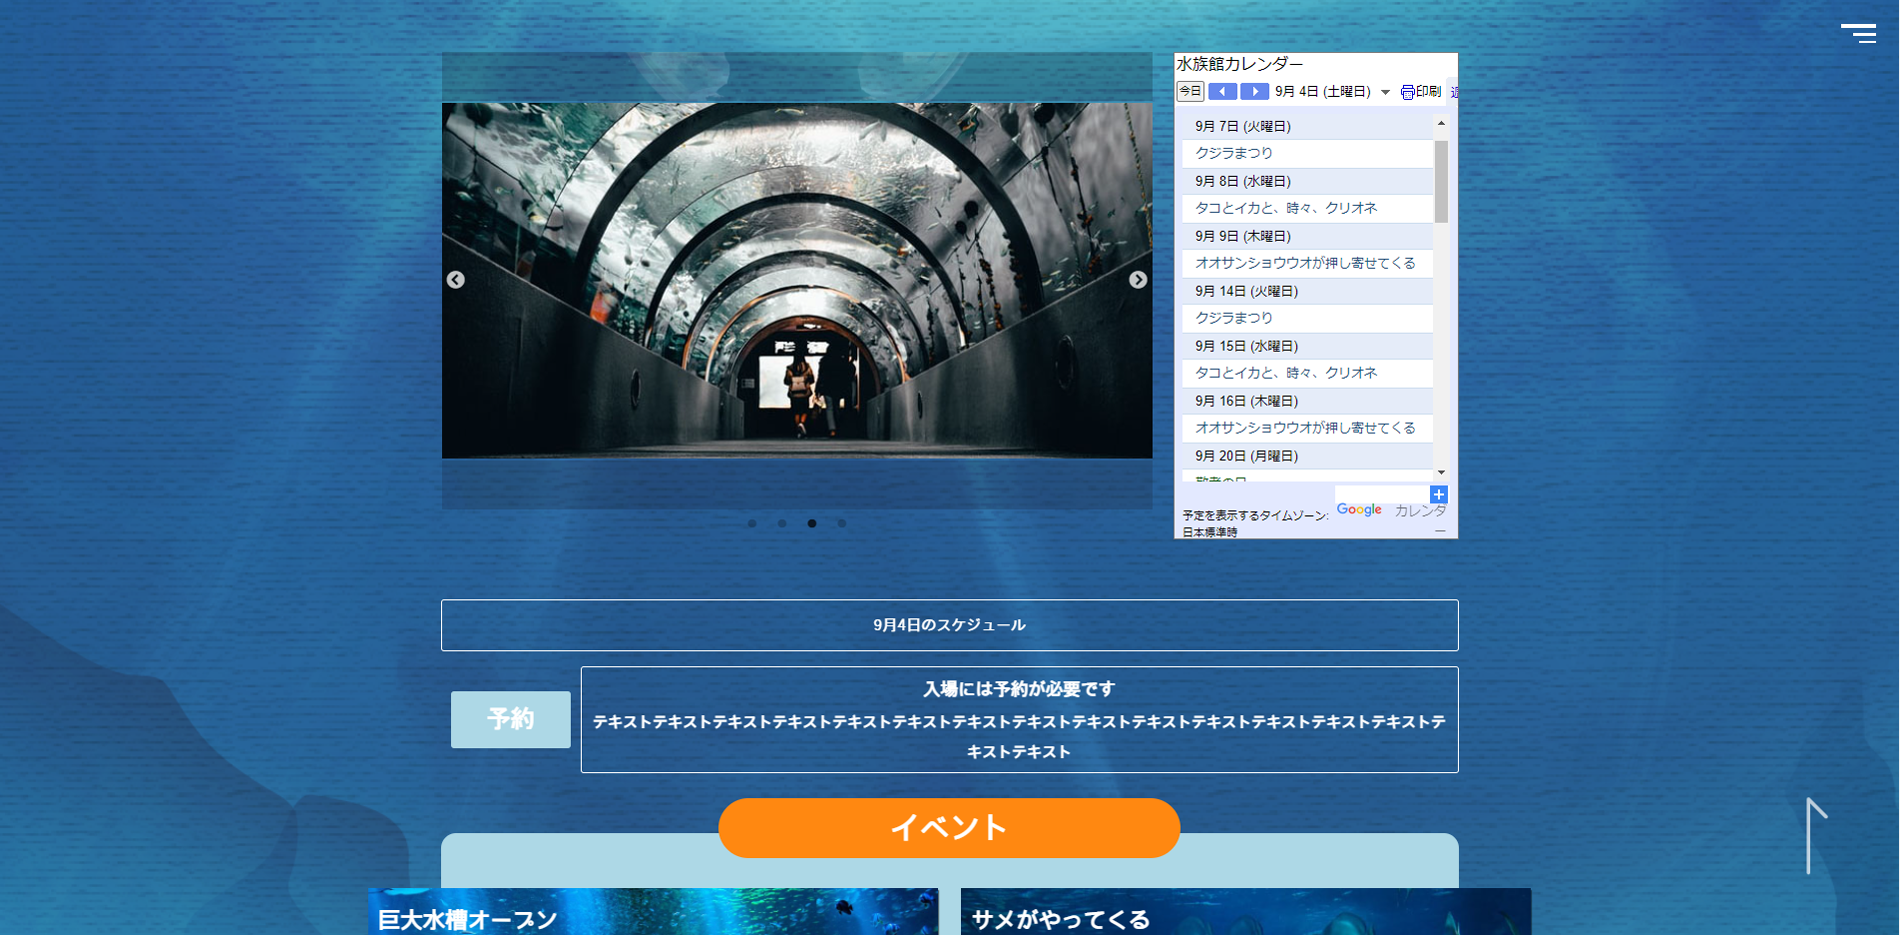 水族館カレンダー
今日 9月 4日 (土曜日) 印刷
9月 7日 (火曜日)
クジラまつり
9月 8日 (水曜日)
タコとイカと、時々、クリオネ
9月 9日 (木曜日)
オオサンショウウオが押し寄せてくる
9月 14日 (火曜日)
クジラまつり
9月 15日 (水曜日)
タコとイカと、時々、クリオネ
9月 16日 (木曜日)
オオサンショウウオが押し寄せてくる
9月 20日 (月曜日)
敬老の日
予定を表示するタイムゾーン:
日本標準時
Google カレンダ
ー
9月4日のスケジュール
予約
入場には予約が必要です
テキストテキストテキストテキストテキストテキストテキストテキストテキストテキストテキストテキストテキストテキストテ
キストテキスト
イベント
巨大水槽オープン
サメがやってくる